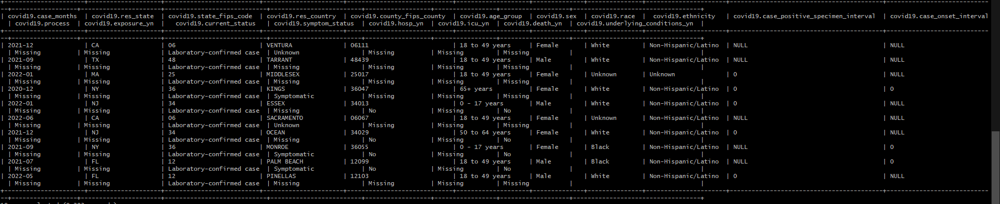 | covid19.case_months | covid19.res_state | covid19.state_fips_code | covid19.res_country | covid19.county_fips_county | covid19.age_group | covid19.sex | covid19.race | covid19.ethnicity | covid19.case_positive_specimen_interval | covid19.case_onset_interval
| covid19.process | covid19.exposure_yn | covid19.current_status | covid19.symptom_status | covid19.hosp_yn | covid19.icu_yn | covid19.death_yn | covid19.underlying_conditions_yn |
| 2021-12 | CA | 06 | VENTURA | 06111 | 18 to 49 years | Female | White | Non-Hispanic/Latino | NULL | NULL
| Missing | Missing | Laboratory-confirmed case | Unknown | Missing | Missing | Missing |
| 2021-09 | TX | 48 | TARRANT | 48439 | 18 to 49 years | Male | White | Non-Hispanic/Latino | NULL | NULL
| Missing | Missing | Laboratory-confirmed case | Missing | Missing | Missing | Missing |
| 2022-01 | MA | 25 | MIDDLESEX | 25017 | 18 to 49 years | Female | Unknown | Unknown | 0 | NULL
| Missing | Missing | Laboratory-confirmed case | Missing | Missing | Missing | Missing |
| 2020-12 | NY | 36 | KINGS | 36047 | 65+ years | Female | White | Non-Hispanic/Latino | 0 | 0
| Missing | Missing | Laboratory-confirmed case | Symptomatic | Missing | Missing | Missing |
| 2022-01 | NJ | 34 | ESSEX | 34013 | 0 - 17 years | Male | White | Non-Hispanic/Latino | 0 | NULL
| Missing | Missing | Laboratory-confirmed case | Missing | No | Missing | No |
| 2022-06 | CA | 06 | SACRAMENTO | 06067 | 18 to 49 years | Female | Unknown | Non-Hispanic/Latino | NULL | NULL
| Missing | Missing | Laboratory-confirmed case | Unknown | Missing | Missing | Missing |
| 2021-12 | NJ | 34 | OCEAN | 34029 | 50 to 64 years | Female | White | Non-Hispanic/Latino | 0 | NULL
| Missing | Missing | Laboratory-confirmed case | Missing | No | Missing | No |
| 2021-09 | NY | 36 | MONROE | 36055 | 0 - 17 years | Female | Black | Non-Hispanic/Latino | NULL | 0
| Missing | Missing | Laboratory-confirmed case | Symptomatic | No | Missing | No |
| 2021-07 | FL | 12 | PALM BEACH | 12099 | 18 to 49 years | Male | Black | Non-Hispanic/Latino | NULL | 0
| Missing | Missing | Laboratory-confirmed case | Symptomatic | No | Missing | No |
| 2022-05 | FL | 12 | PINELLAS | 12103 | 18 to 49 years | Male | White | Non-Hispanic/Latino | 0 | NULL
| Missing | Missing | Laboratory-confirmed case | Missing | Missing | Missing | Missing |